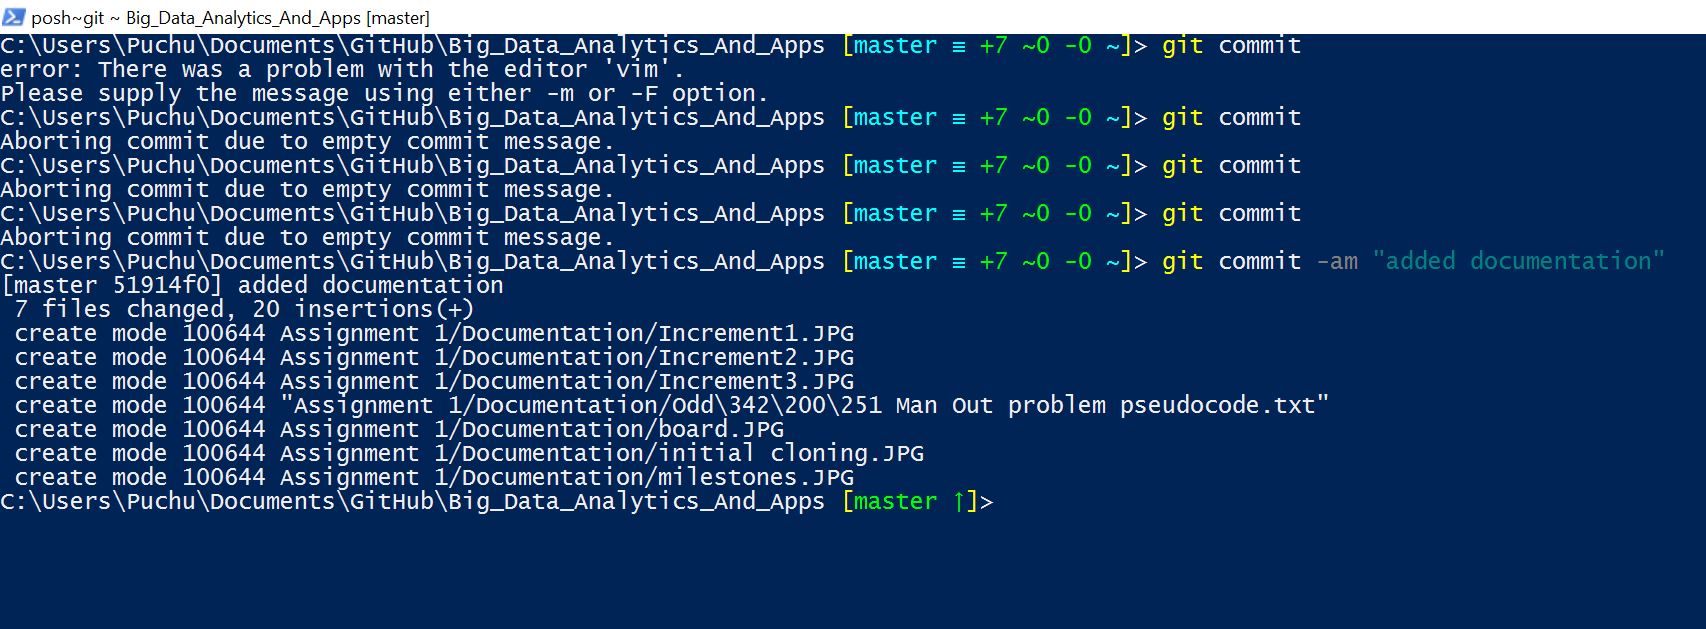 posh~git ~ Big_Data_Analytics_And_Apps [master]
C:\Users\Puchu\Documents\GitHub\Big_Data_Analytics_And_Apps [master ≡ +7 ~0 -0 ~]> git commit
error: There was a problem with the editor 'vim'.
Please supply the message using either -m or -F option.
C:\Users\Puchu\Documents\GitHub\Big_Data_Analytics_And_Apps [master ≡ +7 ~0 -0 ~]> git commit
Aborting commit due to empty commit message.
C:\Users\Puchu\Documents\GitHub\Big_Data_Analytics_And_Apps [master ≡ +7 ~0 -0 ~]> git commit
Aborting commit due to empty commit message.
C:\Users\Puchu\Documents\GitHub\Big_Data_Analytics_And_Apps [master ≡ +7 ~0 -0 ~]> git commit
Aborting commit due to empty commit message.
C:\Users\Puchu\Documents\GitHub\Big_Data_Analytics_And_Apps [master ≡ +7 ~0 -0 ~]> git commit -am "added documentation"
[master 51914f0] added documentation
 7 files changed, 20 insertions(+)
 create mode 100644 Assignment 1/Documentation/Increment1.JPG
 create mode 100644 Assignment 1/Documentation/Increment2.JPG
 create mode 100644 Assignment 1/Documentation/Increment3.JPG
 create mode 100644 "Assignment 1/Documentation/Odd\342\200\251 Man Out problem pseudocode.txt"
 create mode 100644 Assignment 1/Documentation/board.JPG
 create mode 100644 Assignment 1/Documentation/initial cloning.JPG
 create mode 100644 Assignment 1/Documentation/milestones.JPG
C:\Users\Puchu\Documents\GitHub\Big_Data_Analytics_And_Apps [master ↑]>